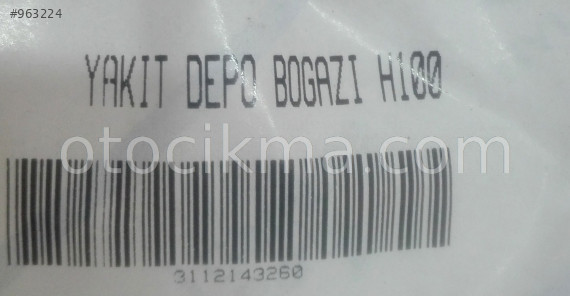 #963224
YAKIT DEPO BOGAZI H100
otocikma.com
3112143260